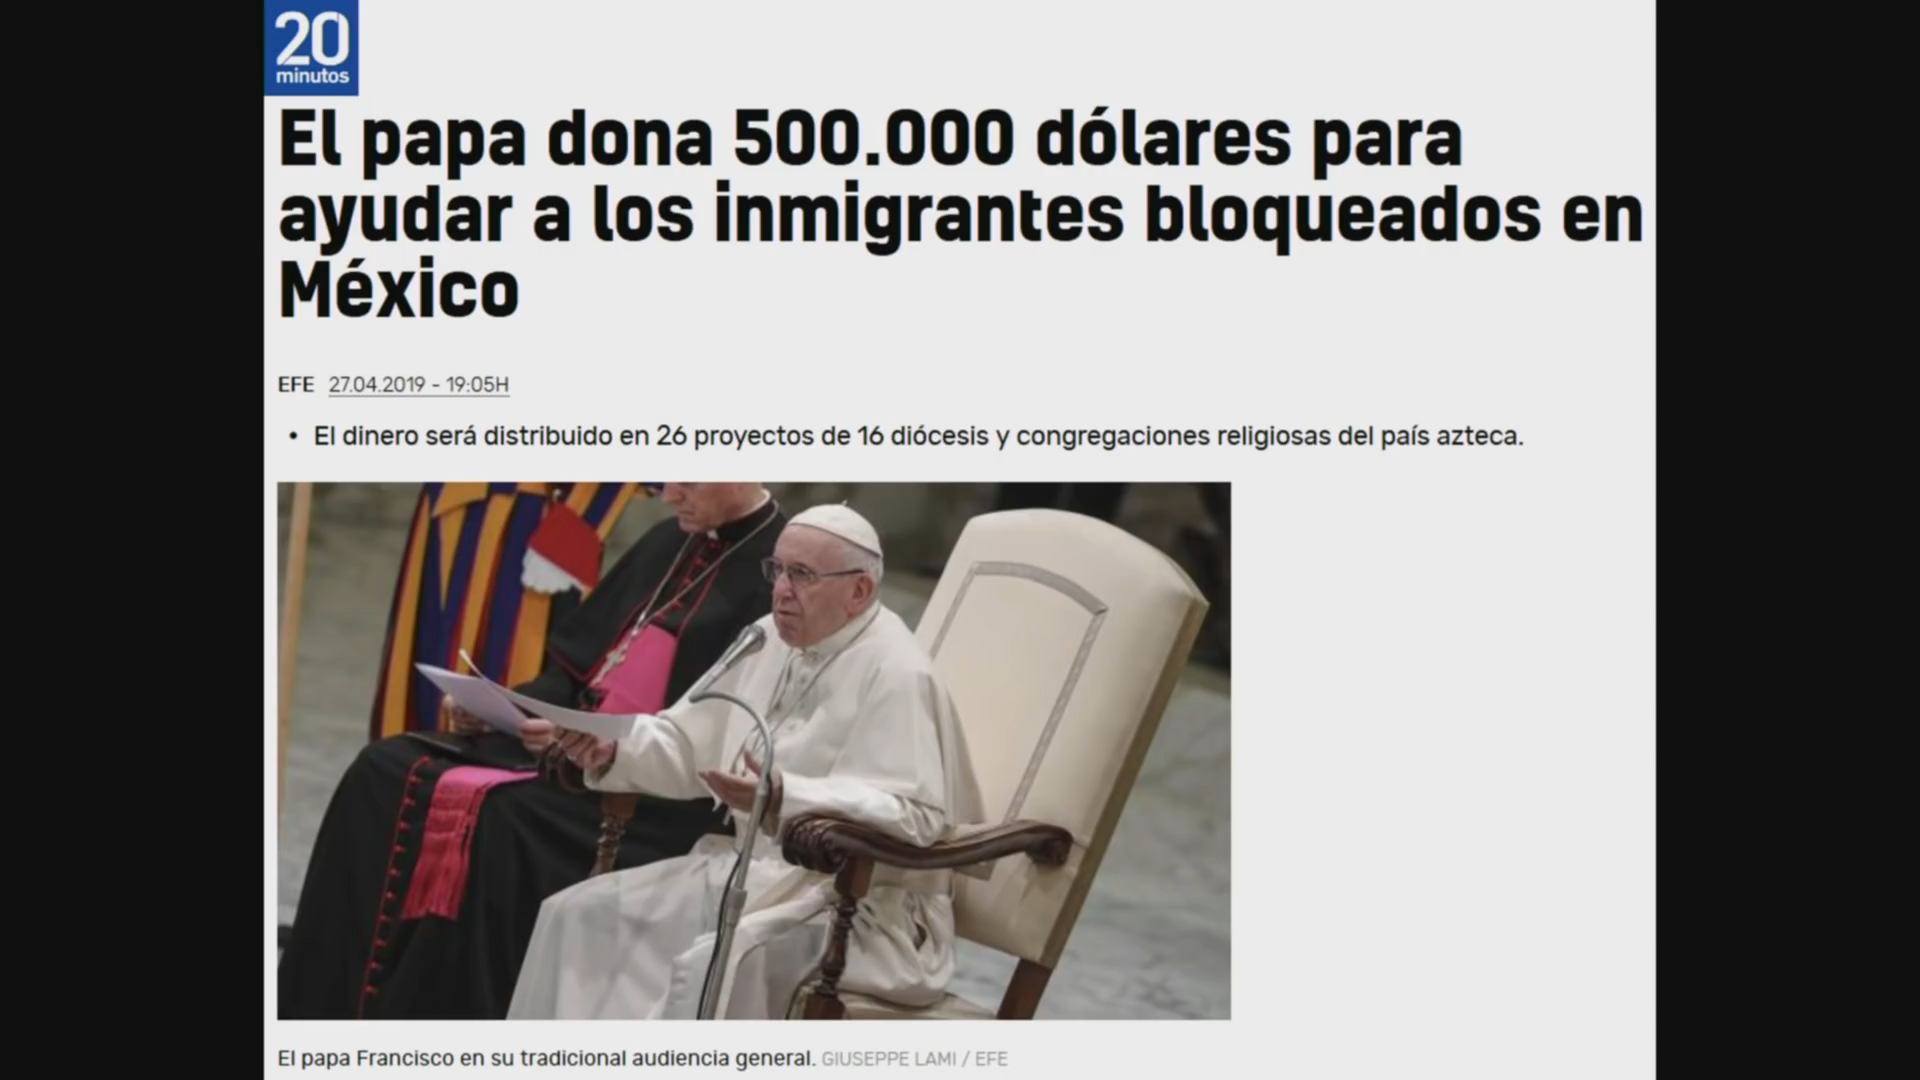 20
minutos
El papa dona 500.000 dólares para
ayudar a los inmigrantes bloqueados en
México
EFE 27.04.2019 - 19:05H
• El dinero será distribuido en 26 proyectos de 16 diócesis y congregaciones religiosas del país azteca.
El papa Francisco en su tradicional audiencia general. GIUSEPPE LAMI / EFE